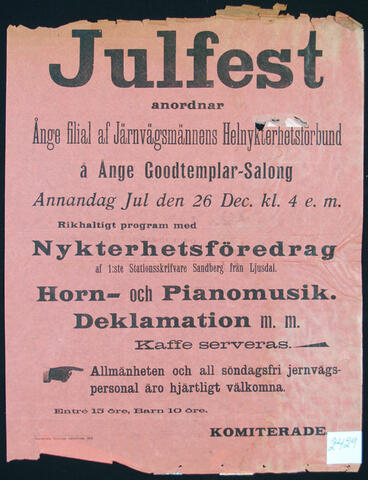 Julfest
anordnar
Ånge filial af Järnvägsmännens Helnykterhetsförbund
å Ånge Goodtemplar-Salong
Annandag Jul den 26 Dec. kl. 4 e. m.
Rikhaltigt program med
Nykterhetsföredrag
af 1:ste Stationsskrifvare Sandberg från Ljusdal.
Horn- och Pianomusik.
Deklamation m. m.
Kaffe serveras.
Allmänheten och all söndagsfri jernvägs-
personal äro hjärtligt välkomna.
Entré 15 öre, Barn 10 öre.
KOMITERADE.
2429